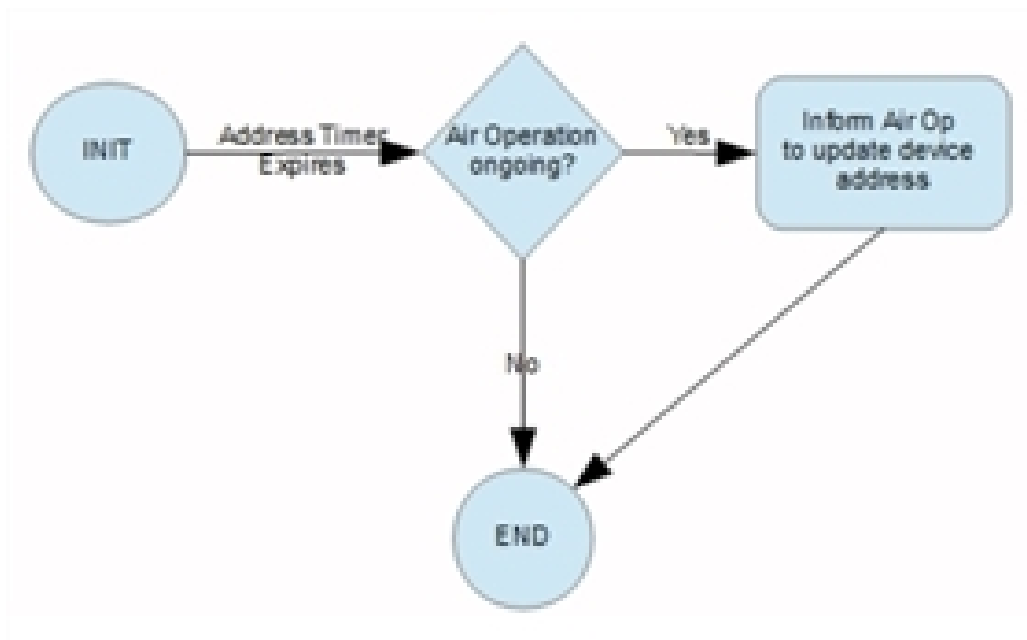 INIT
Address Timer
Expires
Air Operation
ongoing?
Yes
Inform Air Op
to update device
address
No
END